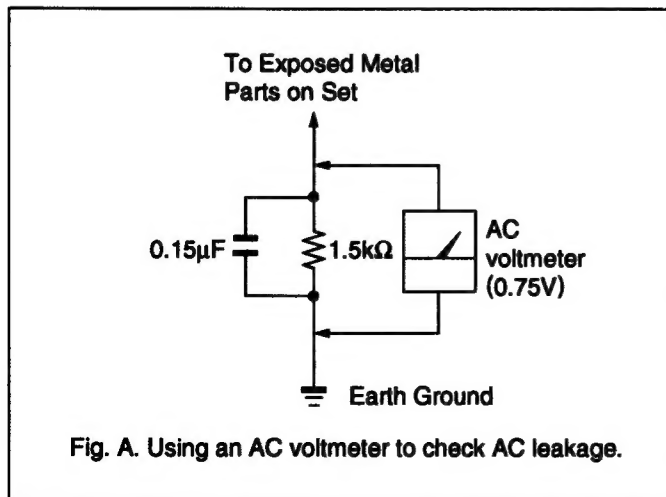 To Exposed Metal
Parts on Set
0.15µF
1.5kΩ
AC
voltmeter
(0.75V)
Earth Ground
Fig. A. Using an AC voltmeter to check AC leakage.